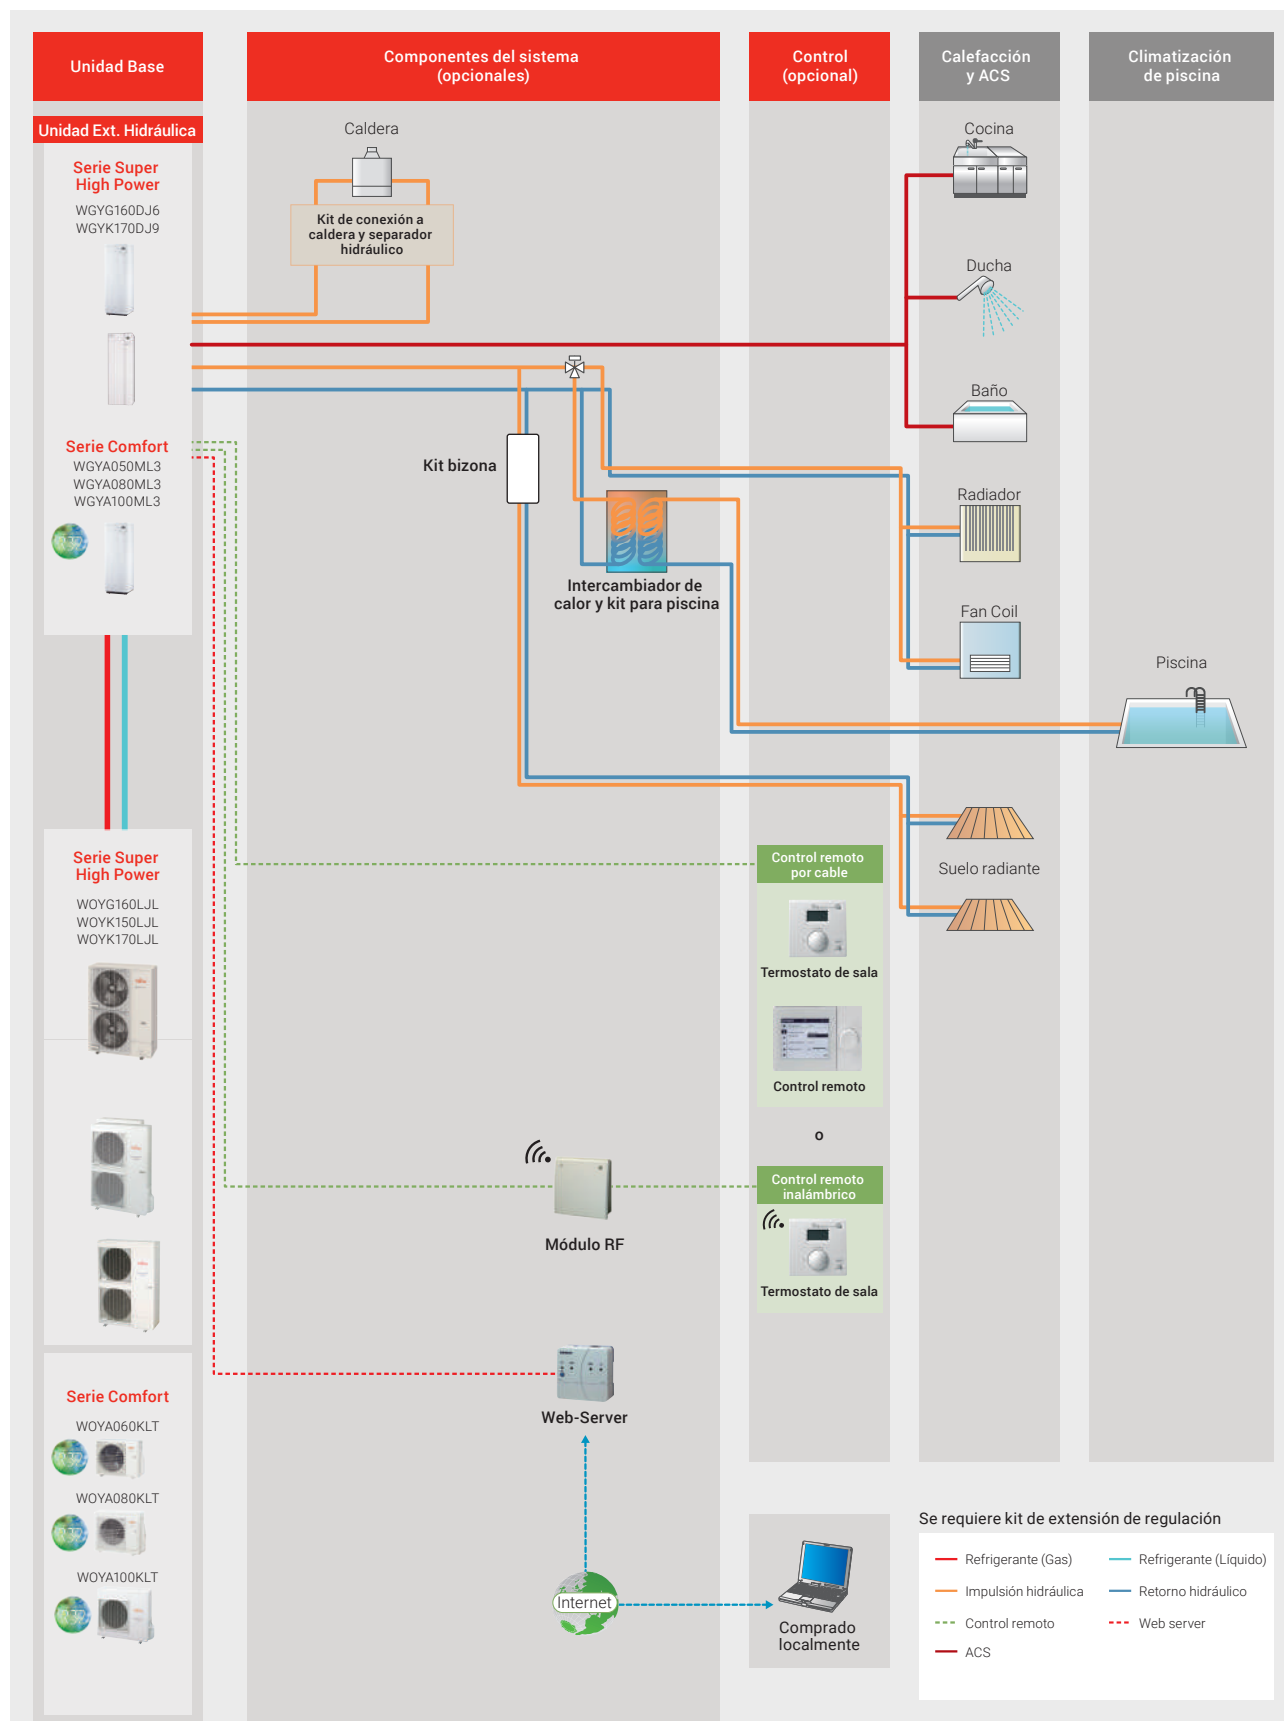 Unidad Base
Componentes del sistema
(opcionales)
Control
(opcional)
Calefacción
y ACS
Climatización
de piscina
Unidad Ext. Hidráulica
Serie Super
High Power
WGYG160DJ6
WGYK170DJ9
Serie Comfort
WGYA050ML3
WGYA080ML3
WGYA100ML3
Serie Super
High Power
WOYG160LJL
WOYK150LJL
WOYK170LJL
Serie Comfort
WOYA060KLT
WOYA080KLT
WOYA100KLT
Caldera
Kit de conexión a
caldera y separador
hidráulico
Kit bizona
Intercambiador de
calor y kit para piscina
Módulo RF
Web-Server
Internet
Control remoto
por cable
Termostato de sala
Control remoto
o
Control remoto
inalámbrico
Termostato de sala
Comprado
localmente
Cocina
Ducha
Baño
Radiador
Fan Coil
Suelo radiante
Piscina
Se requiere kit de extensión de regulación
Refrigerante (Gas)
Refrigerante (Líquido)
Impulsión hidráulica
Retorno hidráulico
Control remoto
Web server
ACS